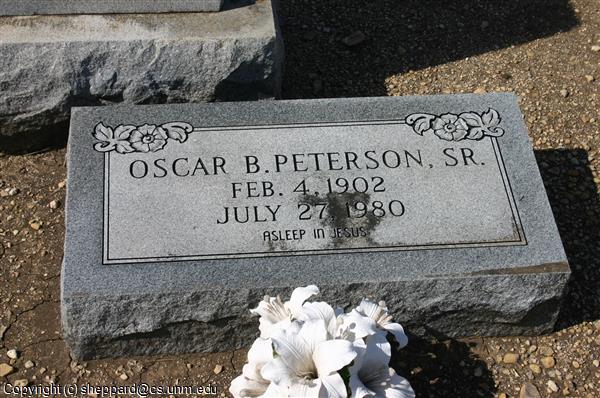 OSCAR B. PETERSON, SR.
FEB. 4, 1902
JULY 27, 1980
ASLEEP IN JESUS
Copyright (c) sheppard@cs.unm.edu